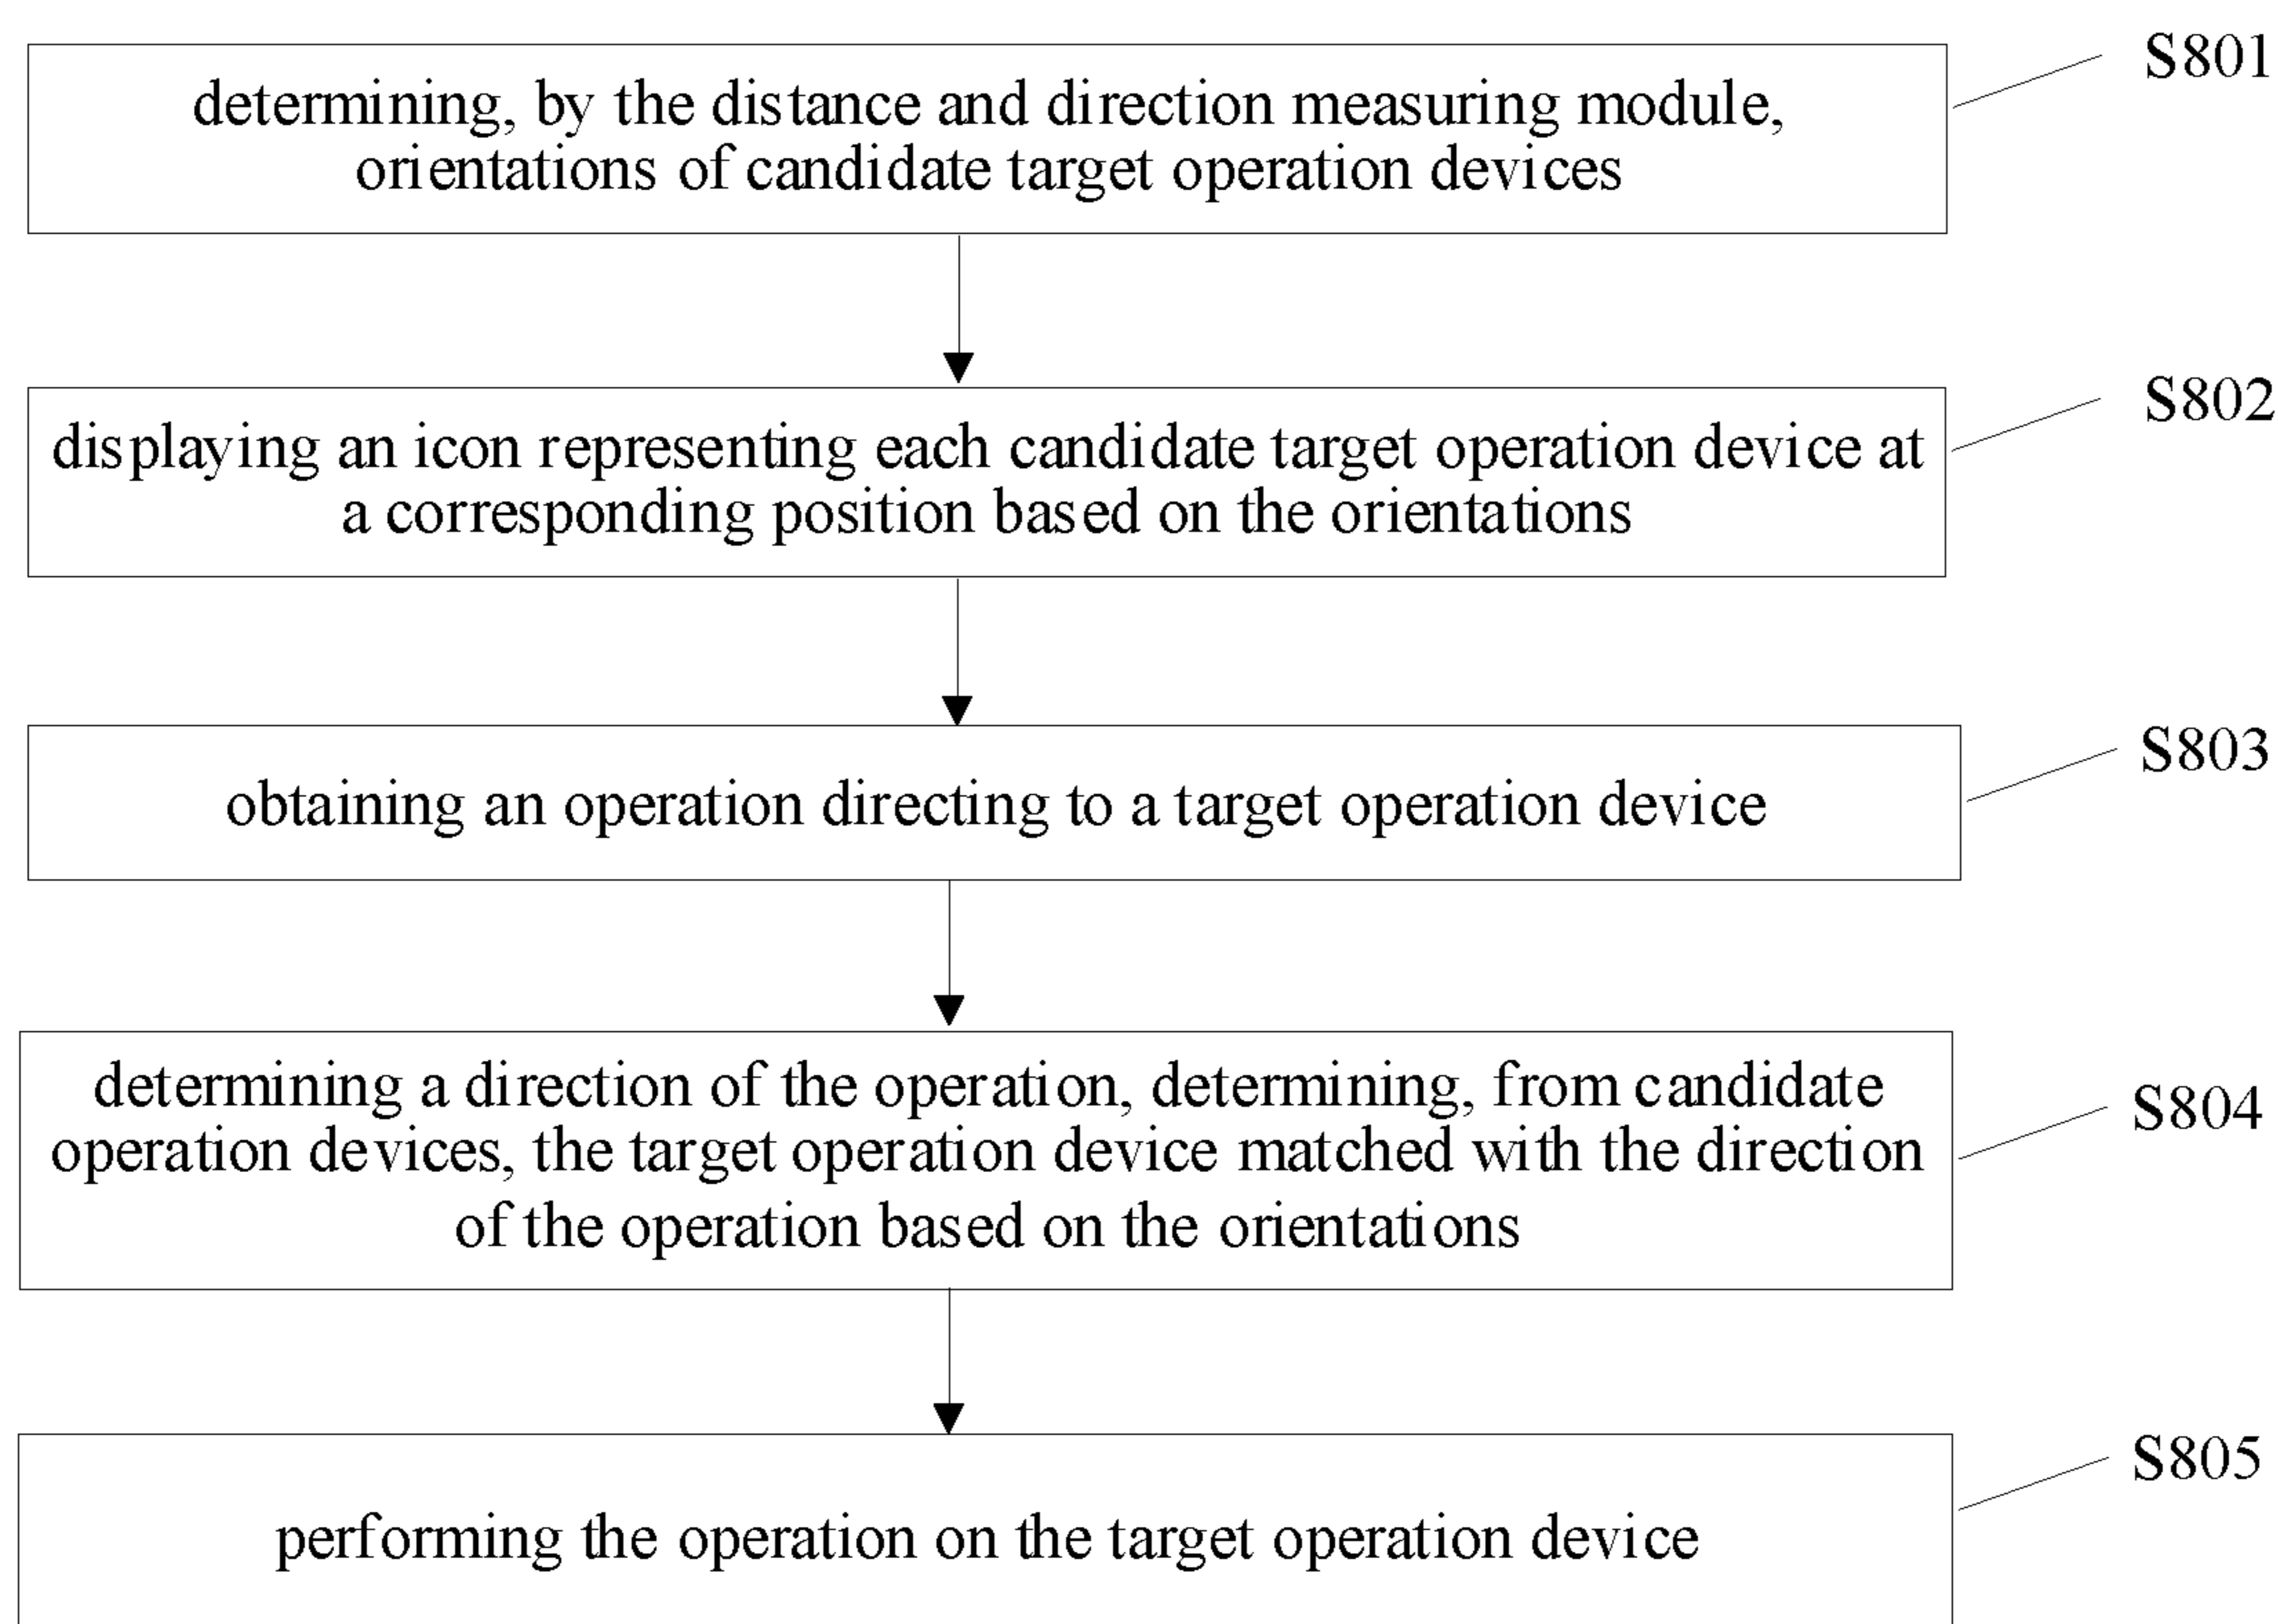 determining, by the distance and direction measuring module,
orientations of candidate target operation devices
S801
displaying an icon representing each candidate target operation device at
a corresponding position based on the orientations
S802
obtaining an operation directing to a target operation device
S803
determining a direction of the operation, determining, from candidate
operation devices, the target operation device matched with the direction
of the operation based on the orientations
S804
performing the operation on the target operation device
S805